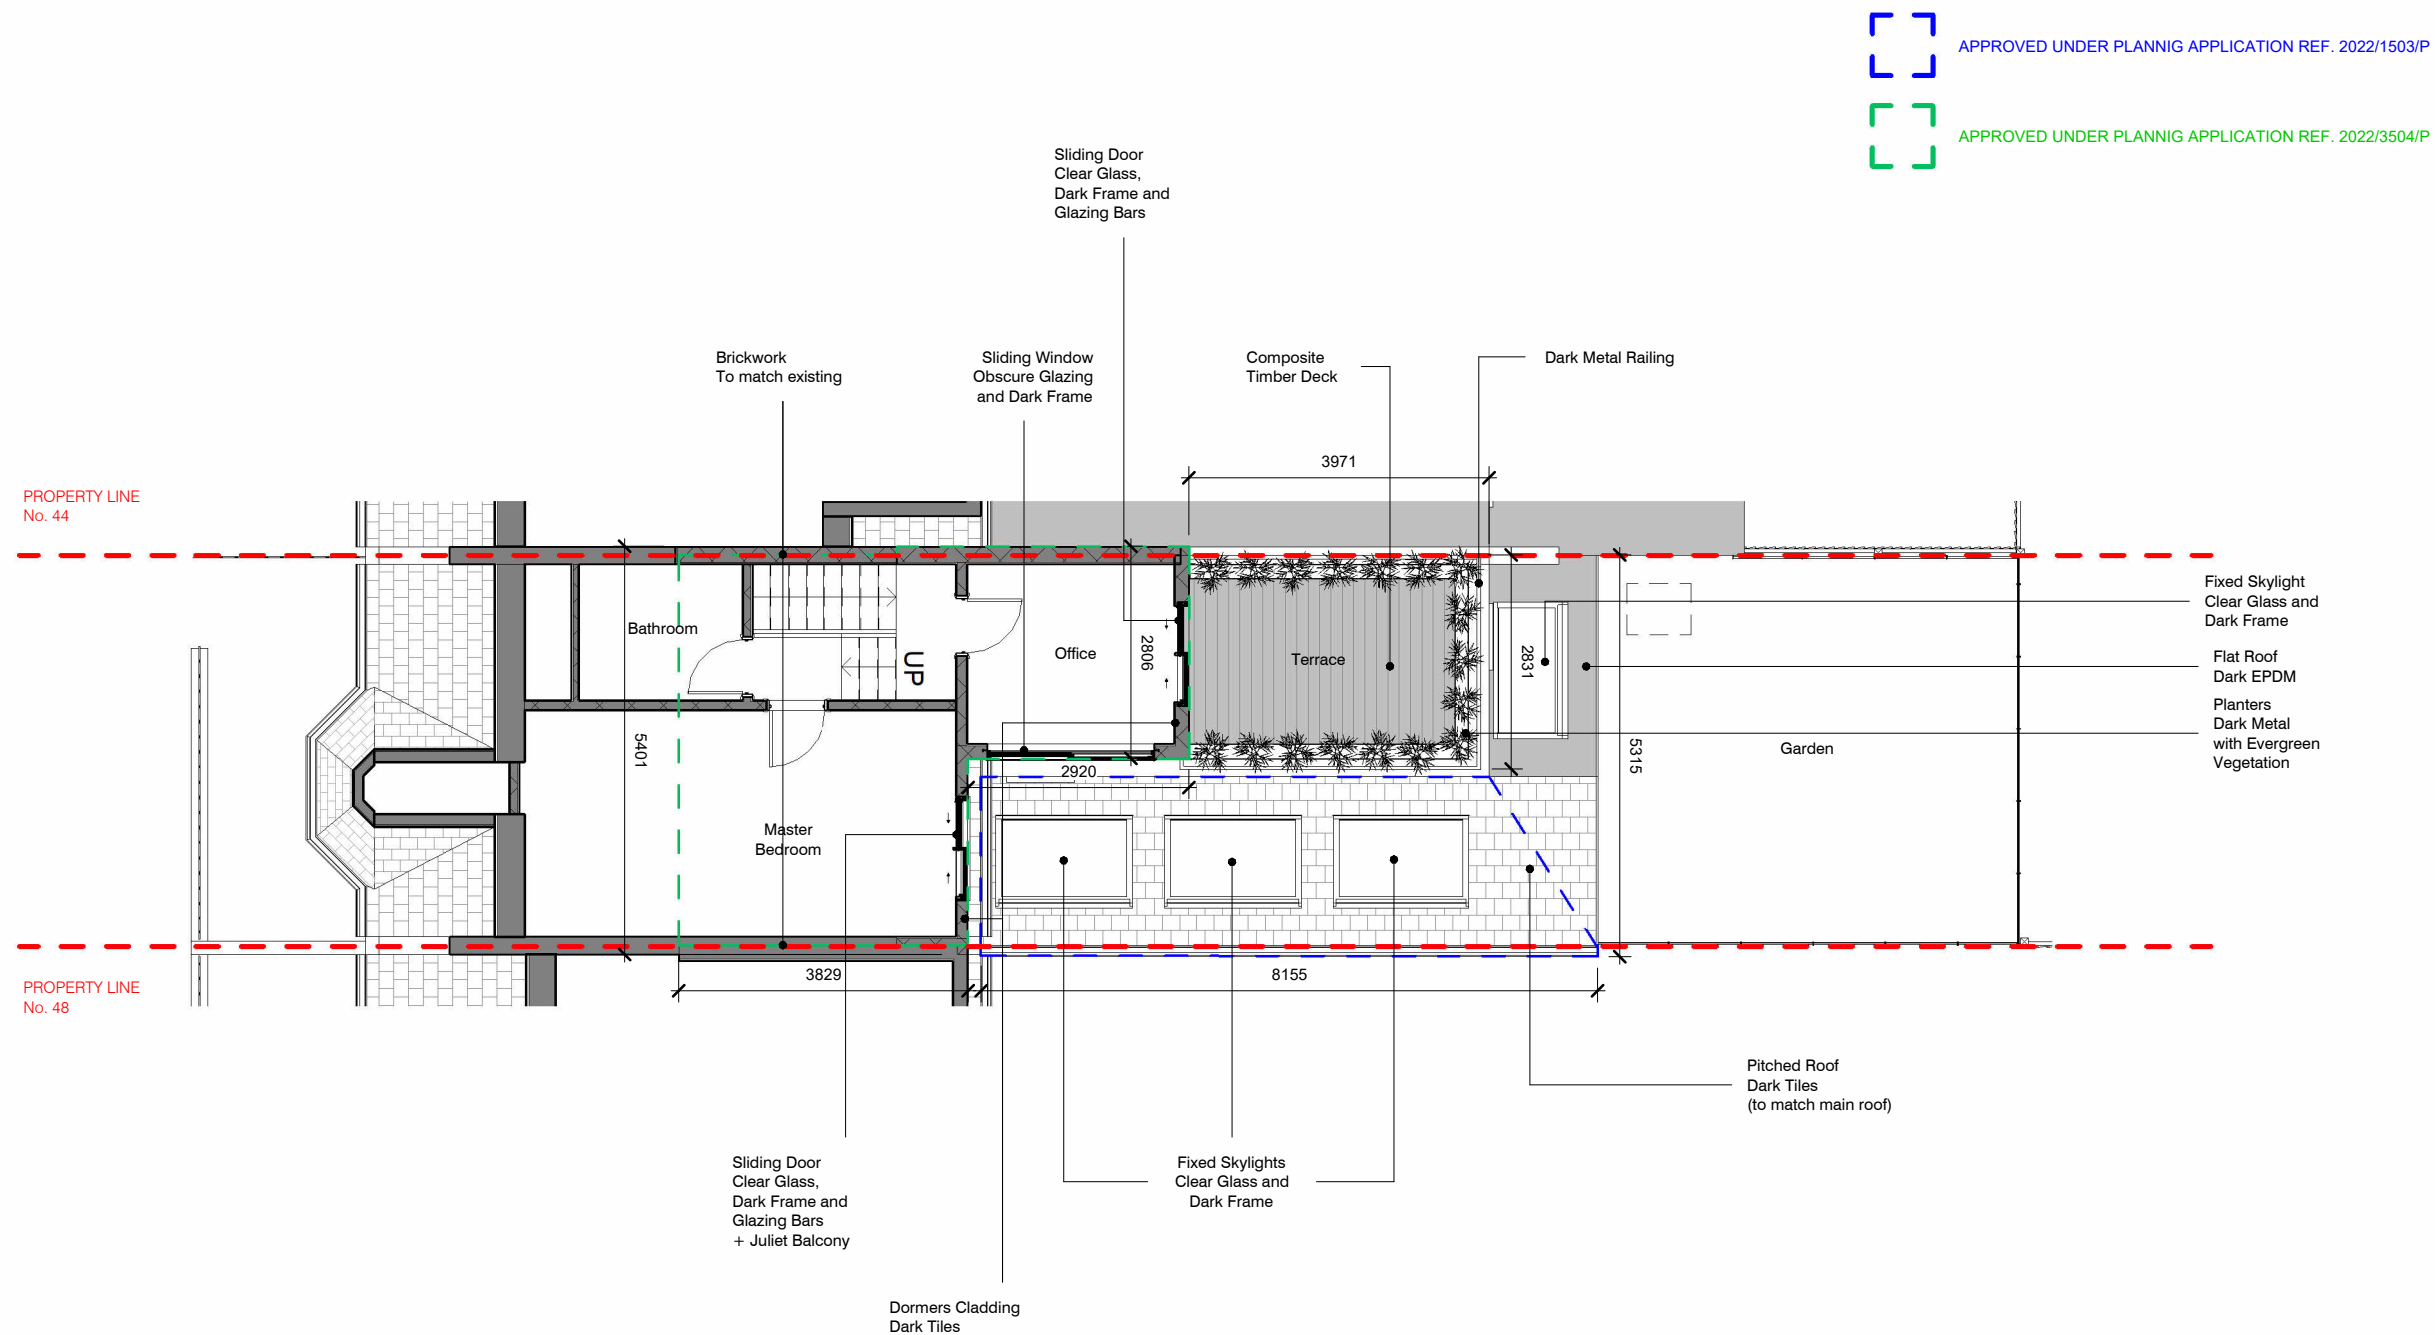 APPROVED UNDER PLANNIG APPLICATION REF. 2022/1503/P
APPROVED UNDER PLANNIG APPLICATION REF. 2022/3504/P
Sliding Door
Clear Glass,
Dark Frame and
Glazing Bars
Brickwork
To match existing
Sliding Window
Obscure Glazing
and Dark Frame
Composite
Timber Deck
Dark Metal Railing
3971
PROPERTY LINE
No. 44
Fixed Skylight
Clear Glass and
Dark Frame
Bathroom
UP
Office
2806
Terrace
2831
Flat Roof
Dark EPDM
Planters
Dark Metal
with Evergreen
Vegetation
5401
5315
Garden
2920
Master
Bedroom
3829
8155
PROPERTY LINE
No. 48
Pitched Roof
Dark Tiles
(to match main roof)
Sliding Door
Clear Glass,
Dark Frame and
Glazing Bars
+ Juliet Balcony
Fixed Skylights
Clear Glass and
Dark Frame
Dormers Cladding
Dark Tiles